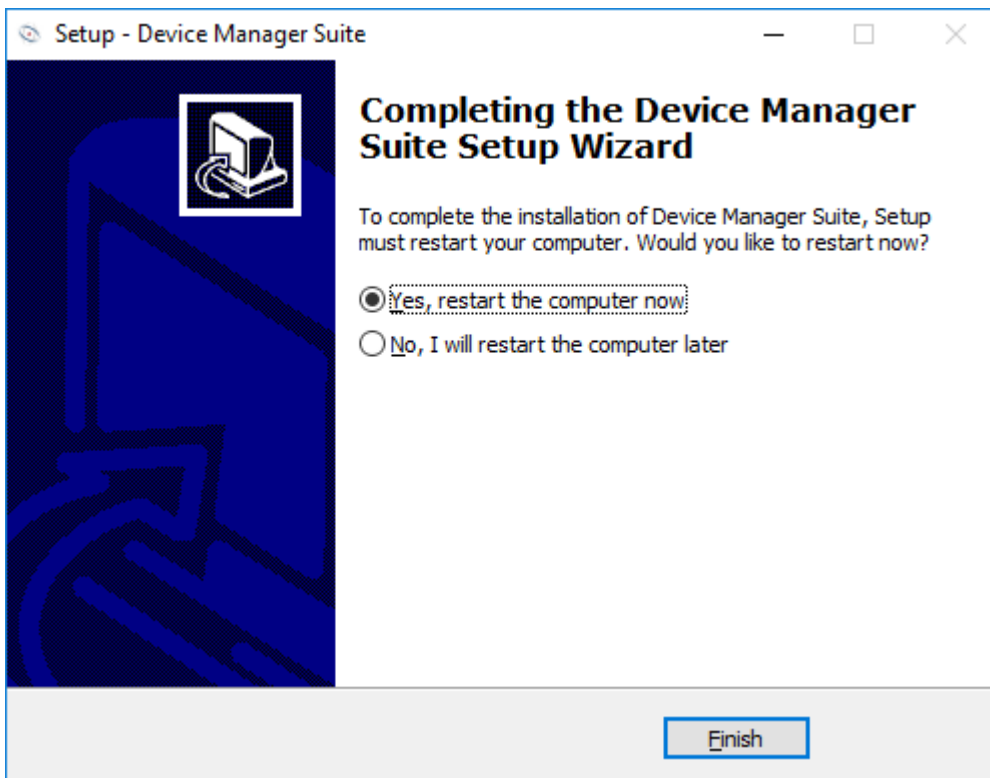 Setup - Device Manager Suite
Completing the Device Manager
Suite Setup Wizard
To complete the installation of Device Manager Suite, Setup
must restart your computer. Would you like to restart now?
Yes, restart the computer now
No, I will restart the computer later
Finish